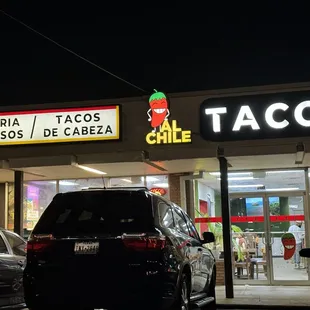 RIA / TACOS
SOS DE CABEZA
AL
CHILE
TACO